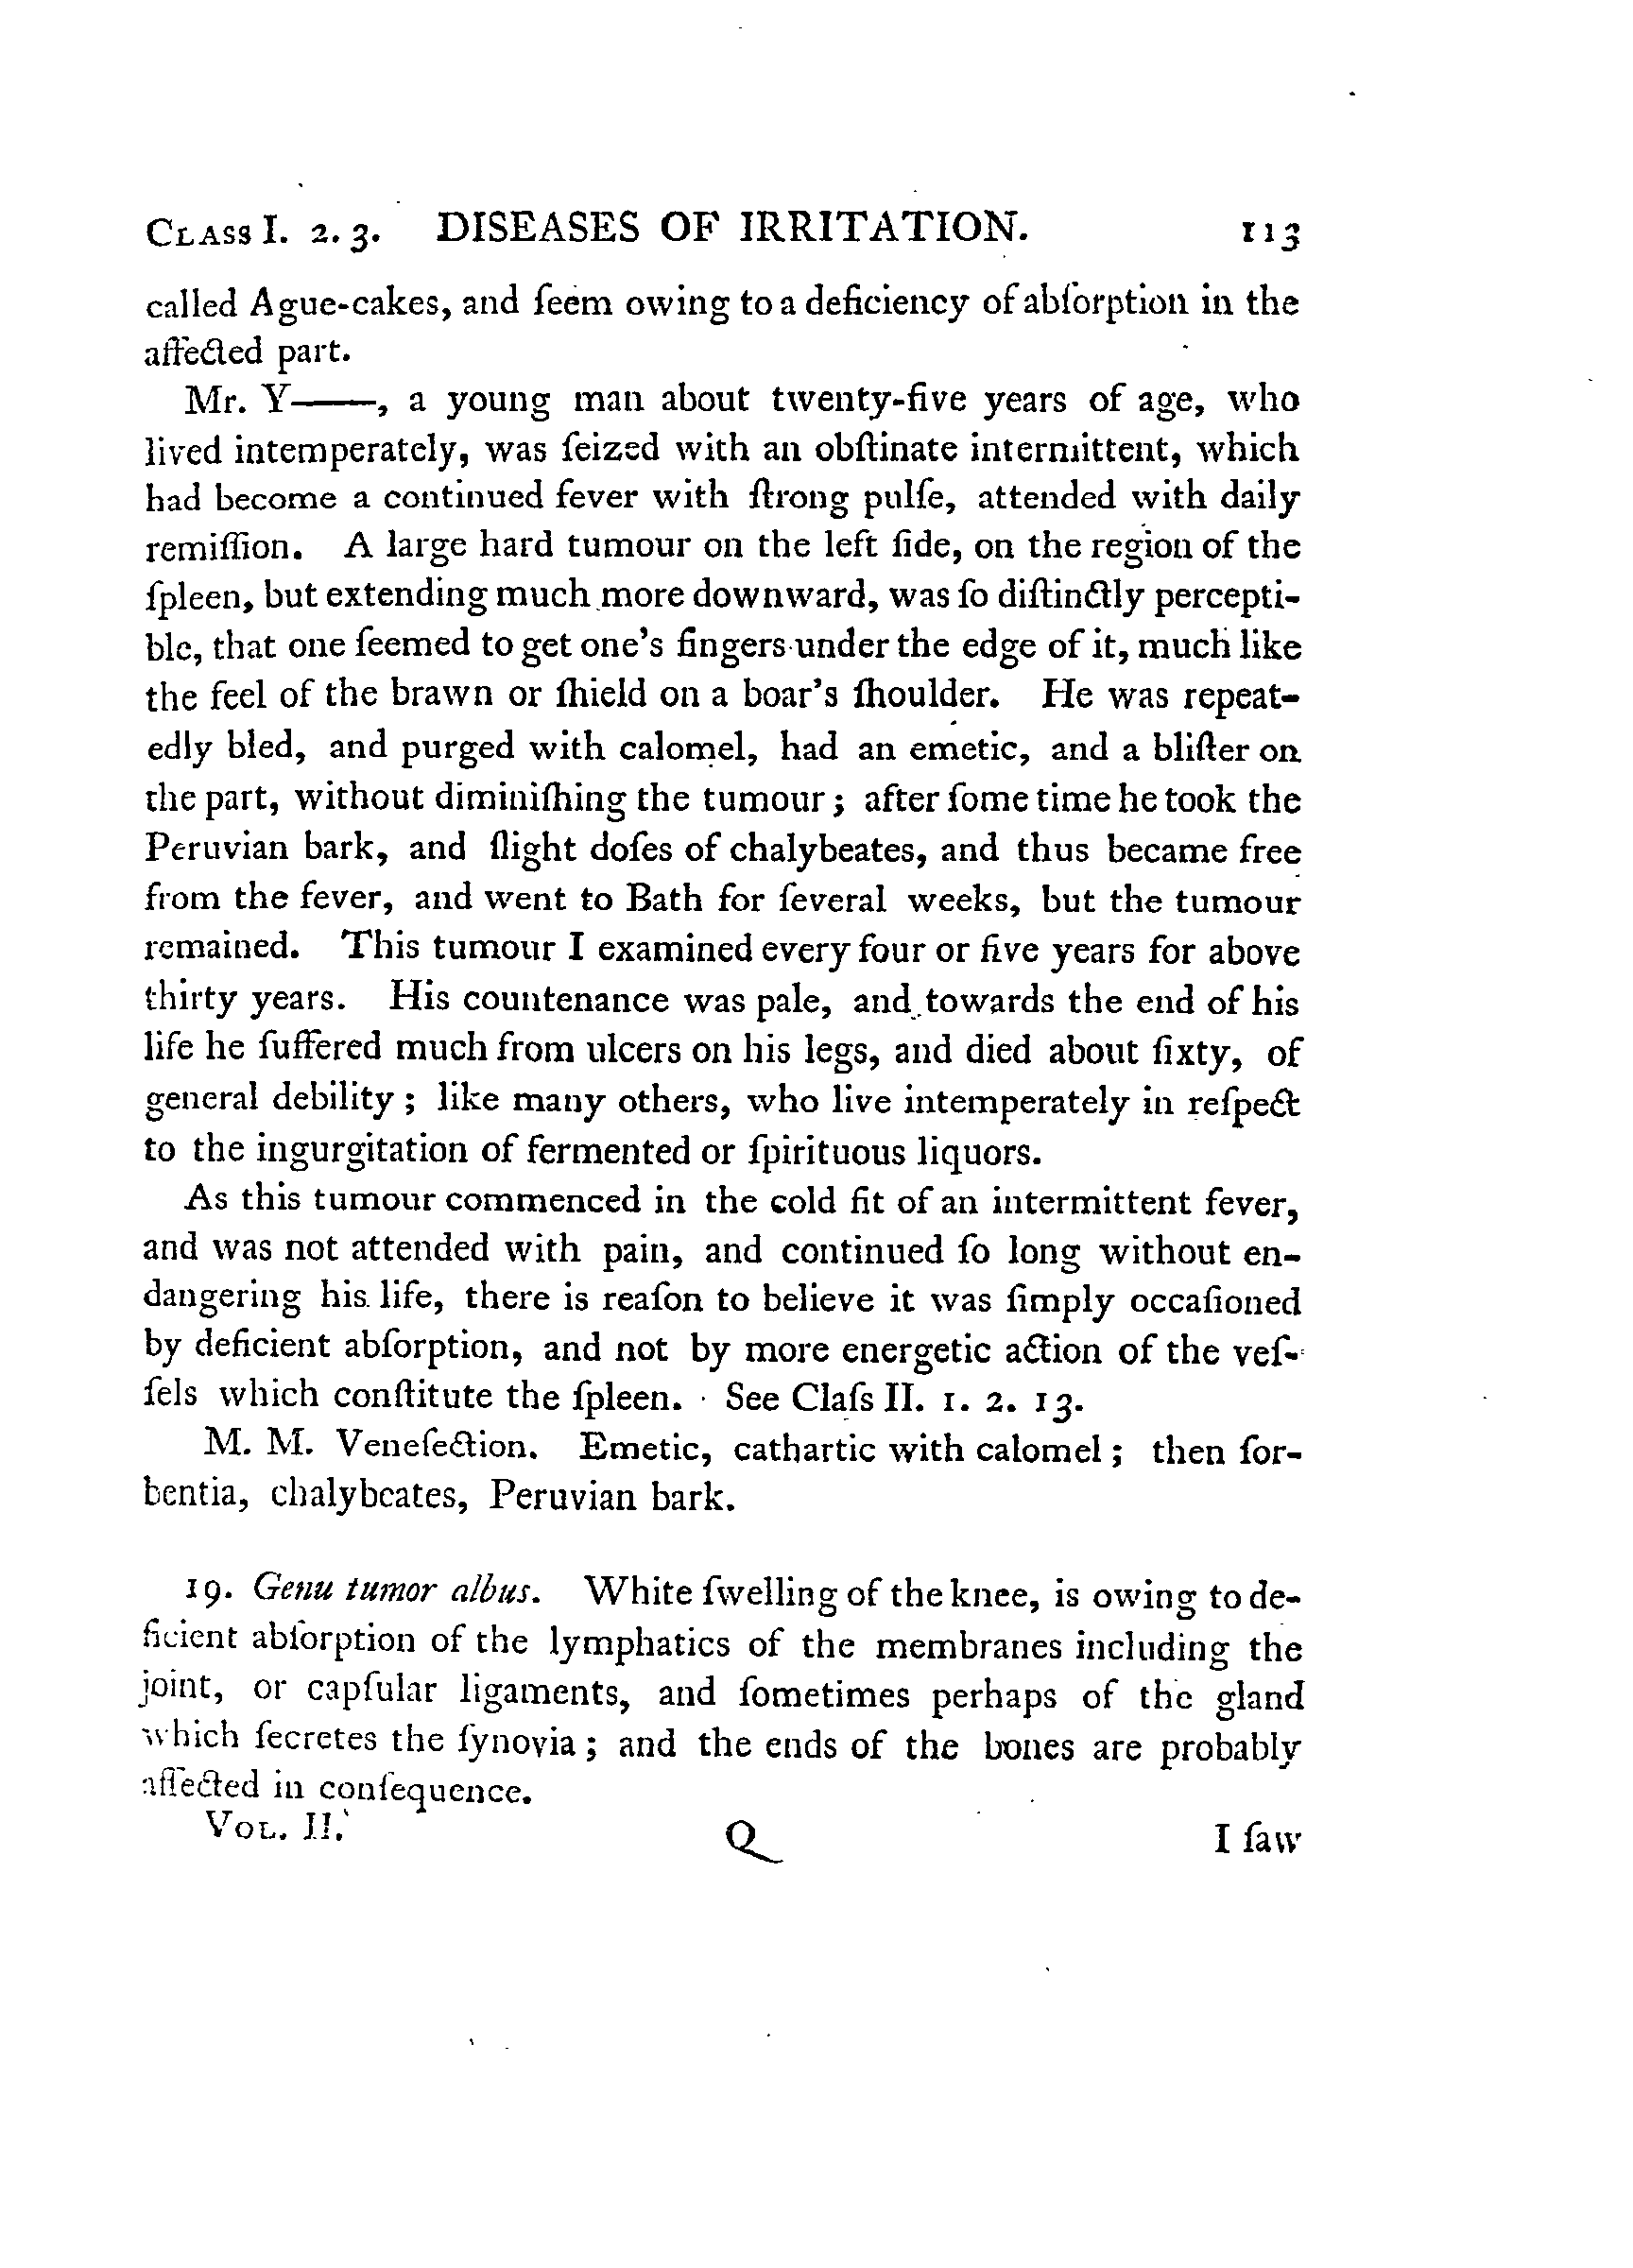 CLASS I. 2. 3. DISEASES OF IRRITATION. 113
called Ague-cakes, and ſeem owing to a deficiency of abſorption in the
affected part.
Mr. Y——, a young man about twenty-five years of age, who
lived intemperately, was ſeized with an obſtinate intermittent, which
had become a continued fever with ſtrong pulſe, attended with daily
remiſſion. A large hard tumour on the left ſide, on the region of the
ſpleen, but extending much more downward, was ſo diſtinctly percepti-
ble, that one ſeemed to get one's fingers under the edge of it, much like
the feel of the brawn or ſhield on a boar's ſhoulder. He was repeat-
edly bled, and purged with calomel, had an emetic, and a bliſter on
the part, without diminiſhing the tumour; after ſome time he took the
Peruvian bark, and ſlight doſes of chalybeates, and thus became free
from the fever, and went to Bath for ſeveral weeks, but the tumour
remained. This tumour I examined every four or five years for above
thirty years. His countenance was pale, and towards the end of his
life he ſuffered much from ulcers on his legs, and died about ſixty, of
general debility; like many others, who live intemperately in reſpect
to the ingurgitation of fermented or ſpirituous liquors.
As this tumour commenced in the cold fit of an intermittent fever,
and was not attended with pain, and continued ſo long without en-
dangering his life, there is reaſon to believe it was ſimply occaſioned
by deficient abſorption, and not by more energetic action of the veſ-
ſels which conſtitute the ſpleen. See Claſs II. 1. 2. 13.
M. M. Veneſection. Emetic, cathartic with calomel; then ſor-
bentia, chalybeates, Peruvian bark.
19. Genu tumor albus. White ſwelling of the knee, is owing to de-
ficient abſorption of the lymphatics of the membranes including the
joint, or capſular ligaments, and ſometimes perhaps of the gland
which ſecretes the ſynovia; and the ends of the bones are probably
affected in conſequence.
VOL. II. Q I ſaw